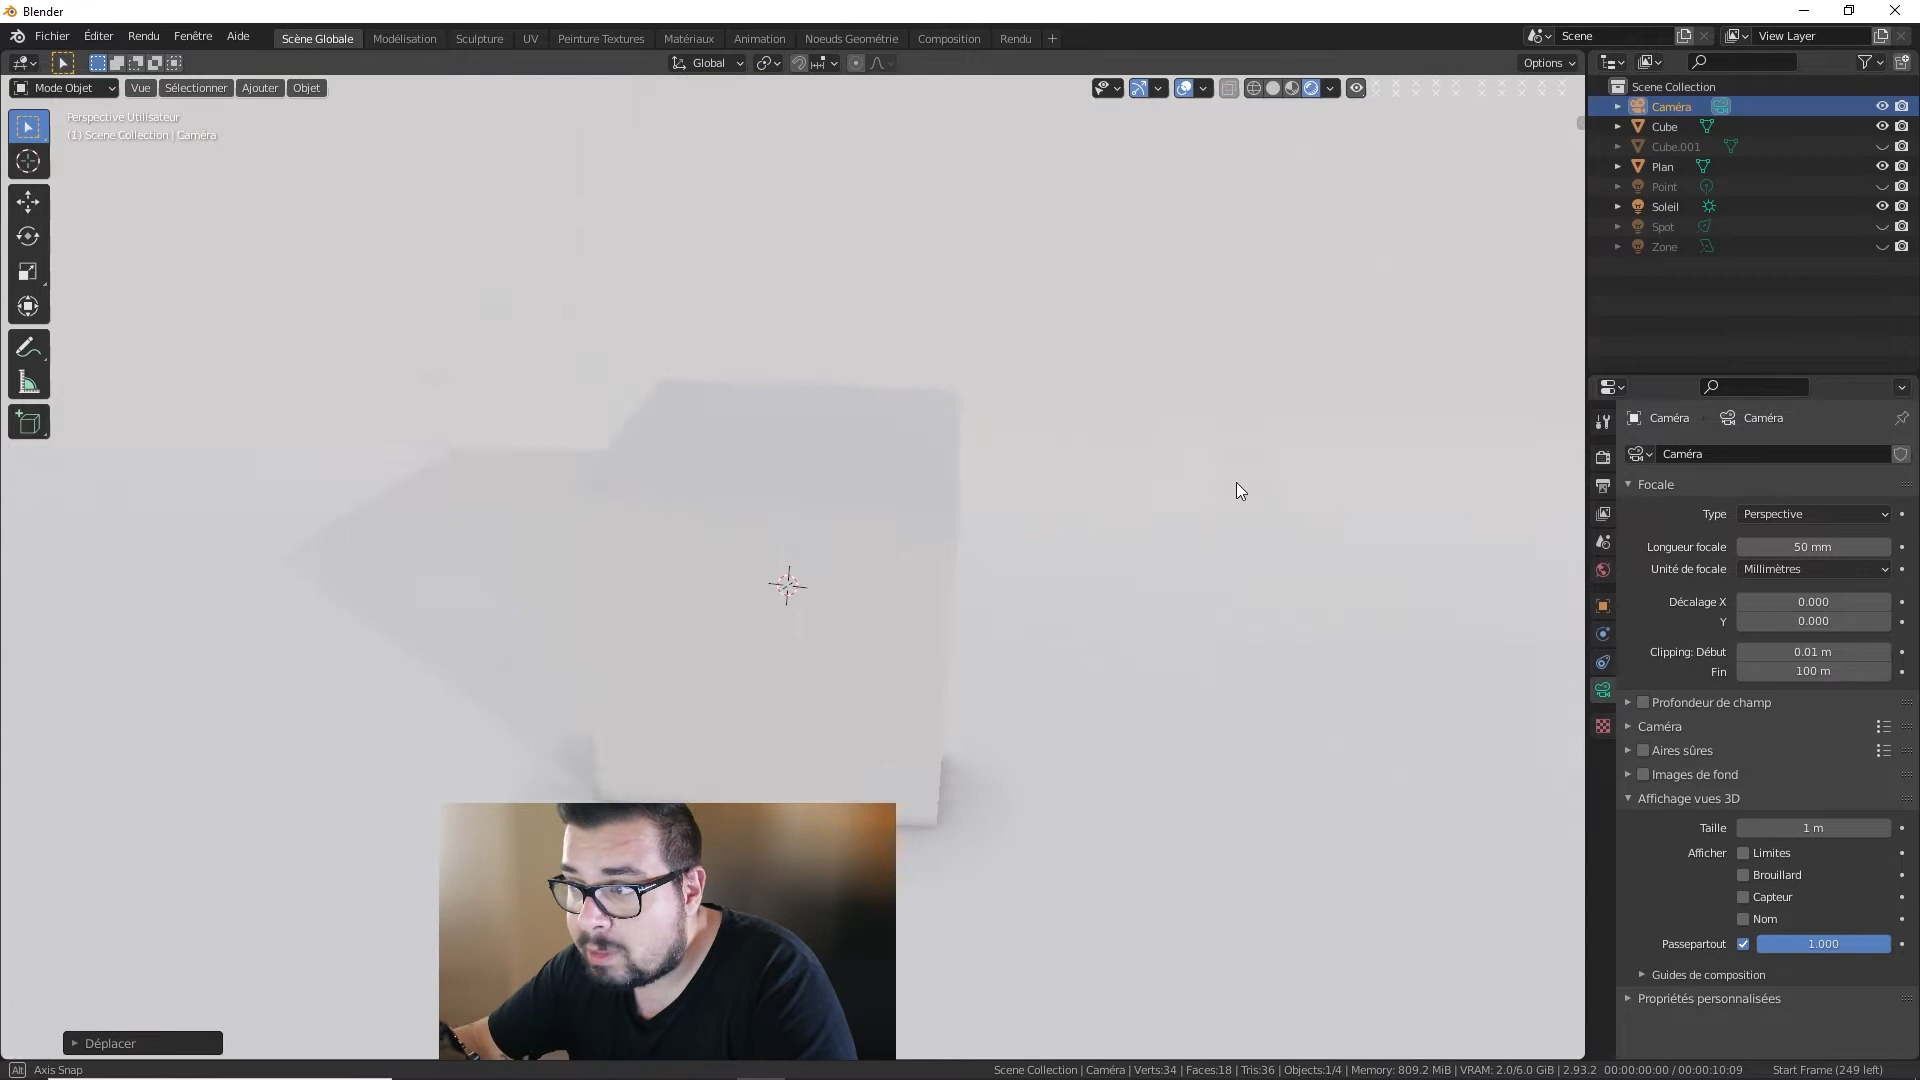 Blender
Fichier Éditer Rendu Fenêtre Aide Scène Globale Modélisation Sculpture UV Peinture Textures Matériaux Animation Noeuds Geométrie Composition Rendu + Scene View Layer
Global Options
Mode Objet Vue Sélectionner Ajouter Objet
Perspective Utilisateur
(1) Scene Collection | Caméra
Scene Collection
Caméra
Cube
Cube.001
Plan
Point
Soleil
Spot
Zone
Caméra Caméra
Caméra
Focale
Type Perspective
Longueur focale 50 mm
Unité de focale Millimètres
Décalage X 0.000
Y 0.000
Clipping: Début 0.01 m
Fin 100 m
Profondeur de champ
Caméra
Aires sûres
Images de fond
Affichage vues 3D
Taille 1 m
Afficher Limites
Brouillard
Capteur
Nom
Passepartout 1.000
Guides de composition
Propriétés personnalisées
Déplacer
Alt Axis Snap
Scene Collection | Caméra | Verts:34 | Faces:18 | Tris:36 | Objects:1/4 | Memory: 809.2 MiB | VRAM: 2.0/6.0 GiB | 2.93.2 00:00:00:00 / 00:00:10:09 Start Frame (249 left)